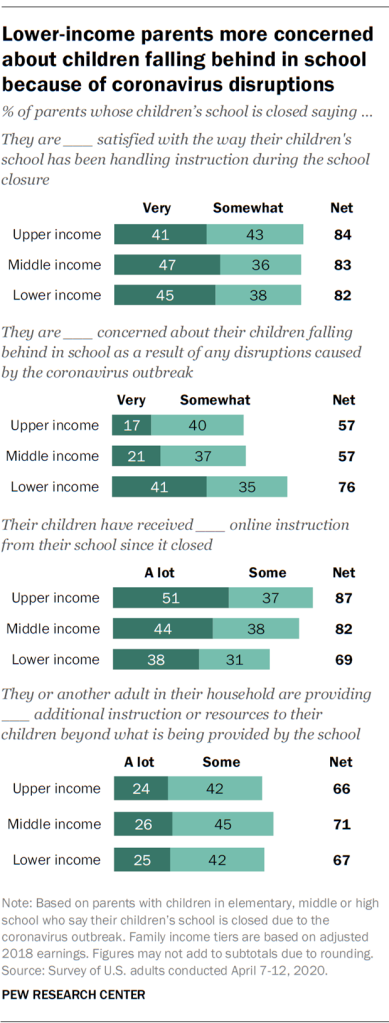 Lower-income parents more concerned
about children falling behind in school
because of coronavirus disruptions
% of parents whose children's school is closed saying ...
They are ___ satisfied with the way their children's
school has been handling instruction during the school
closure
Very Somewhat Net
Upper income 41 43 84
Middle income 47 36 83
Lower income 45 38 82
They are ___ concerned about their children falling
behind in school as a result of any disruptions caused
by the coronavirus outbreak
Very Somewhat Net
Upper income 17 40 57
Middle income 21 37 57
Lower income 41 35 76
Their children have received ___ online instruction
from their school since it closed
A lot Some Net
Upper income 51 37 87
Middle income 44 38 82
Lower income 38 31 69
They or another adult in their household are providing
___ additional instruction or resources to their
children beyond what is being provided by the school
A lot Some Net
Upper income 24 42 66
Middle income 26 45 71
Lower income 25 42 67
Note: Based on parents with children in elementary, middle or high
school who say their children's school is closed due to the
coronavirus outbreak. Family income tiers are based on adjusted
2018 earnings. Figures may not add to subtotals due to rounding.
Source: Survey of U.S. adults conducted April 7-12, 2020.
PEW RESEARCH CENTER